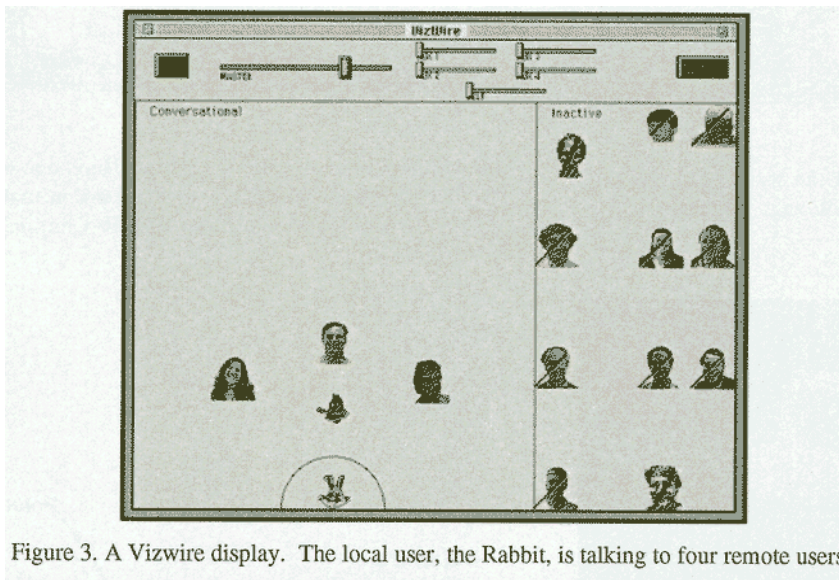 VizWire
MASTER
Conversational
Inactive
Figure 3. A Vizwire display. The local user, the Rabbit, is talking to four remote users